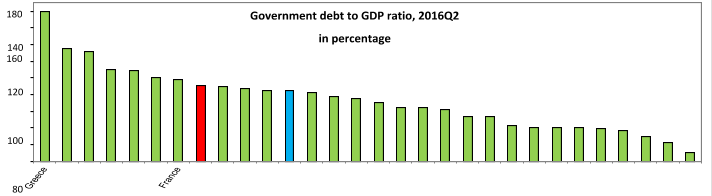 Government debt to GDP ratio, 2016Q2
in percentage
180
140
160
120
100
80
Greece
France